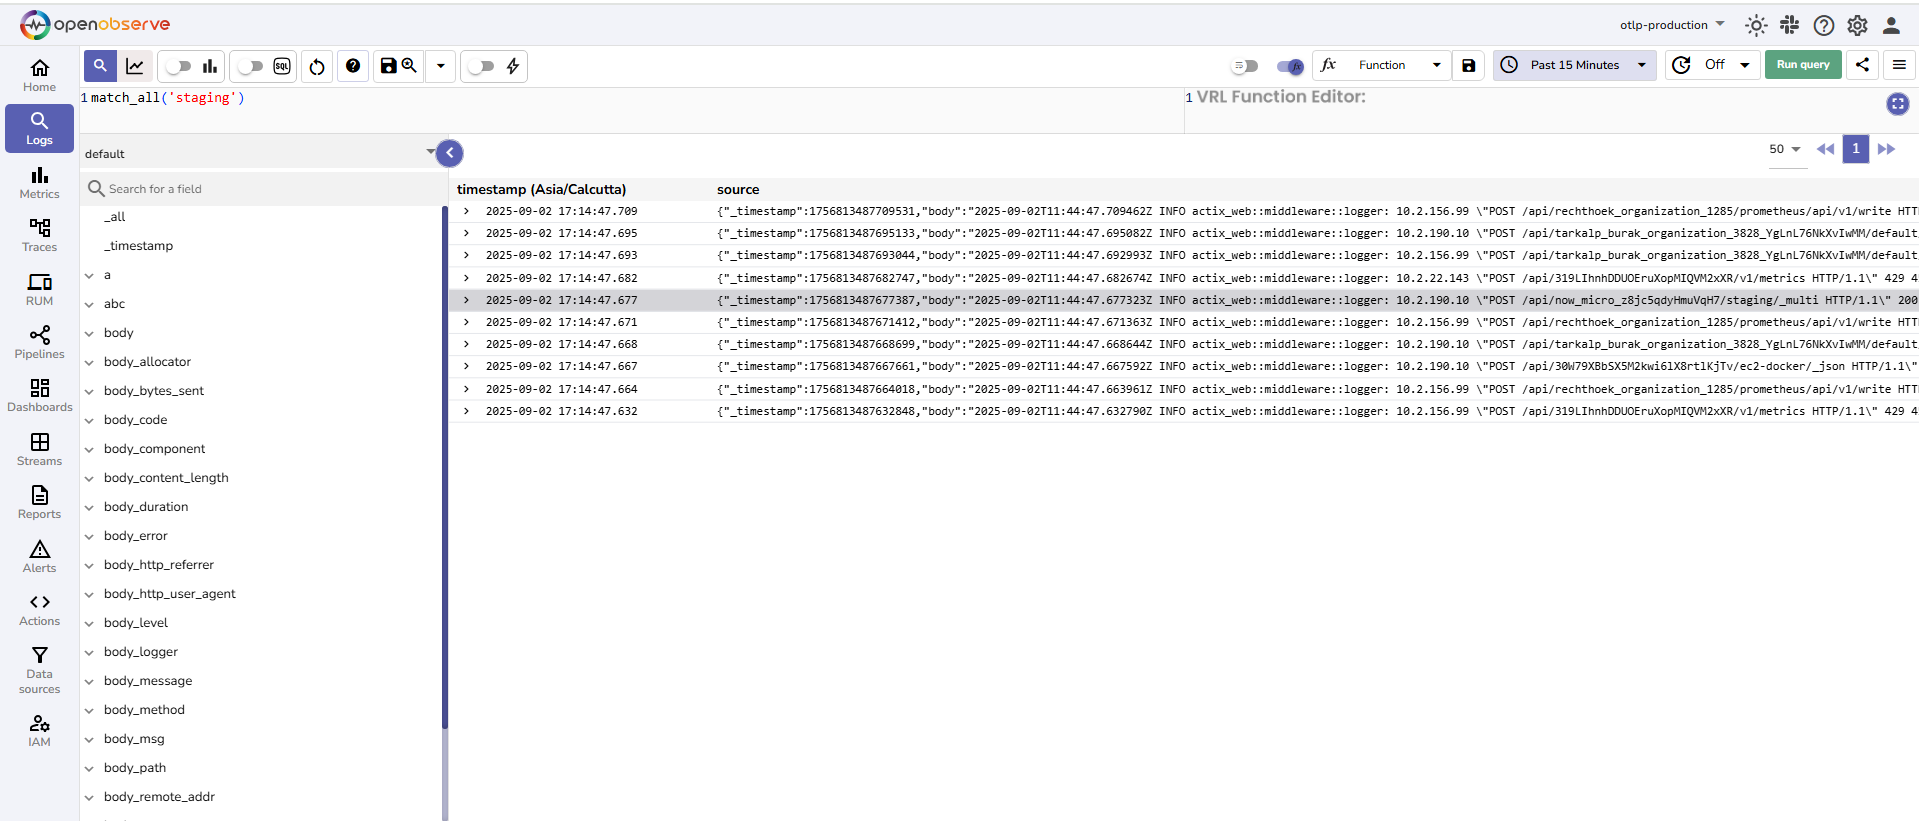 openobserve
otlp-production
Home
Logs
Metrics
Traces
RUM
Pipelines
Dashboards
Streams
Reports
Alerts
Actions
Data
sources
IAM
SQL
fx
fx Function
Past 15 Minutes
Off
Run query
1 match_all('staging')
1 VRL Function Editor:
default
50
1
Search for a field
_all
_timestamp
a
abc
body
body_allocator
body_bytes_sent
body_code
body_component
body_content_length
body_duration
body_error
body_http_referrer
body_http_user_agent
body_level
body_logger
body_message
body_method
body_msg
body_path
body_remote_addr
timestamp (Asia/Calcutta) source
2025-09-02 17:14:47.709 {"_timestamp":1756813487709531,"body":"2025-09-02T11:44:47.709462Z INFO actix_web::middleware::logger: 10.2.156.99 \"POST /api/rechthoek_organization_1285/prometheus/api/v1/write HTT
2025-09-02 17:14:47.695 {"_timestamp":1756813487695133,"body":"2025-09-02T11:44:47.695082Z INFO actix_web::middleware::logger: 10.2.190.10 \"POST /api/tarkalp_burak_organization_3828_YgLnL76NkXvIwMM/default,
2025-09-02 17:14:47.693 {"_timestamp":1756813487693044,"body":"2025-09-02T11:44:47.692993Z INFO actix_web::middleware::logger: 10.2.156.99 \"POST /api/tarkalp_burak_organization_3828_YgLnL76NkXvIwMM/default,
2025-09-02 17:14:47.682 {"_timestamp":1756813487682747,"body":"2025-09-02T11:44:47.682674Z INFO actix_web::middleware::logger: 10.2.22.143 \"POST /api/319LIhnhDDUOEruXopMIQVM2xXR/v1/metrics HTTP/1.1\" 429 4
2025-09-02 17:14:47.677 {"_timestamp":1756813487677387,"body":"2025-09-02T11:44:47.677323Z INFO actix_web::middleware::logger: 10.2.190.10 \"POST /api/now_micro_z8jc5qdyHmuVqH7/staging/_multi HTTP/1.1\" 200
2025-09-02 17:14:47.671 {"_timestamp":1756813487671412,"body":"2025-09-02T11:44:47.671363Z INFO actix_web::middleware::logger: 10.2.156.99 \"POST /api/rechthoek_organization_1285/prometheus/api/v1/write HTT
2025-09-02 17:14:47.668 {"_timestamp":1756813487668699,"body":"2025-09-02T11:44:47.668644Z INFO actix_web::middleware::logger: 10.2.190.10 \"POST /api/tarkalp_burak_organization_3828_YgLnL76NkXvIwMM/default,
2025-09-02 17:14:47.667 {"_timestamp":1756813487667661,"body":"2025-09-02T11:44:47.667592Z INFO actix_web::middleware::logger: 10.2.190.10 \"POST /api/30W79XBbSX5M2kwi6lX8rtlKjTv/ec2-docker/_json HTTP/1.1\"
2025-09-02 17:14:47.664 {"_timestamp":1756813487664018,"body":"2025-09-02T11:44:47.663961Z INFO actix_web::middleware::logger: 10.2.156.99 \"POST /api/rechthoek_organization_1285/prometheus/api/v1/write HTT
2025-09-02 17:14:47.632 {"_timestamp":1756813487632848,"body":"2025-09-02T11:44:47.632790Z INFO actix_web::middleware::logger: 10.2.156.99 \"POST /api/319LIhnhDDUOEruXopMIQVM2xXR/v1/metrics HTTP/1.1\" 429 4